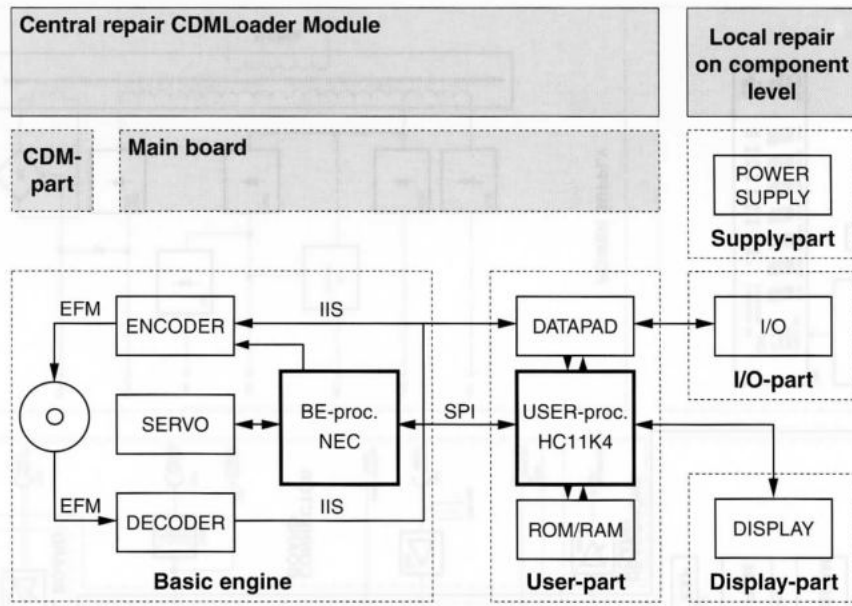 Central repair CDMLoader Module
Local repair
on component
level
CDM-
part
Main board
POWER
SUPPLY
Supply-part
EFM
ENCODER
IIS
DATAPAD
I/O
I/O-part
SERVO
BE-proc.
NEC
SPI
USER-proc.
HC11K4
EFM
DECODER
IIS
ROM/RAM
DISPLAY
Basic engine
User-part
Display-part